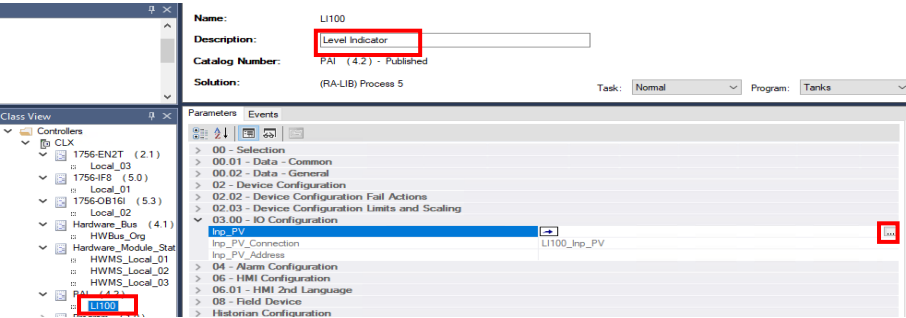 Name: LI100
Description: Level Indicator
Catalog Number: PAI (4.2) - Published
Solution: (RA-LIB) Process 5
Task: Normal Program: Tanks
Class View
Controllers
CLX
1756-EN2T (2.1)
Local_03
1756-IF8 (5.0)
Local_01
1756-OB16I (5.3)
Local_02
Hardware_Bus (4.1)
HWBus_Org
Hardware_Module_Stat
HWMS_Local_01
HWMS_Local_02
HWMS_Local_03
PAI (4.2)
LI100
Parameters Events
00 - Selection
00.01 - Data - Common
00.02 - Data - General
02 - Device Configuration
02.02 - Device Configuration Fail Actions
02.03 - Device Configuration Limits and Scaling
03.00 - IO Configuration
Inp_PV ...
Inp_PV_Connection LI100_Inp_PV
Inp_PV_Address
04 - Alarm Configuration
06 - HMI Configuration
06.01 - HMI 2nd Language
08 - Field Device
Historian Configuration